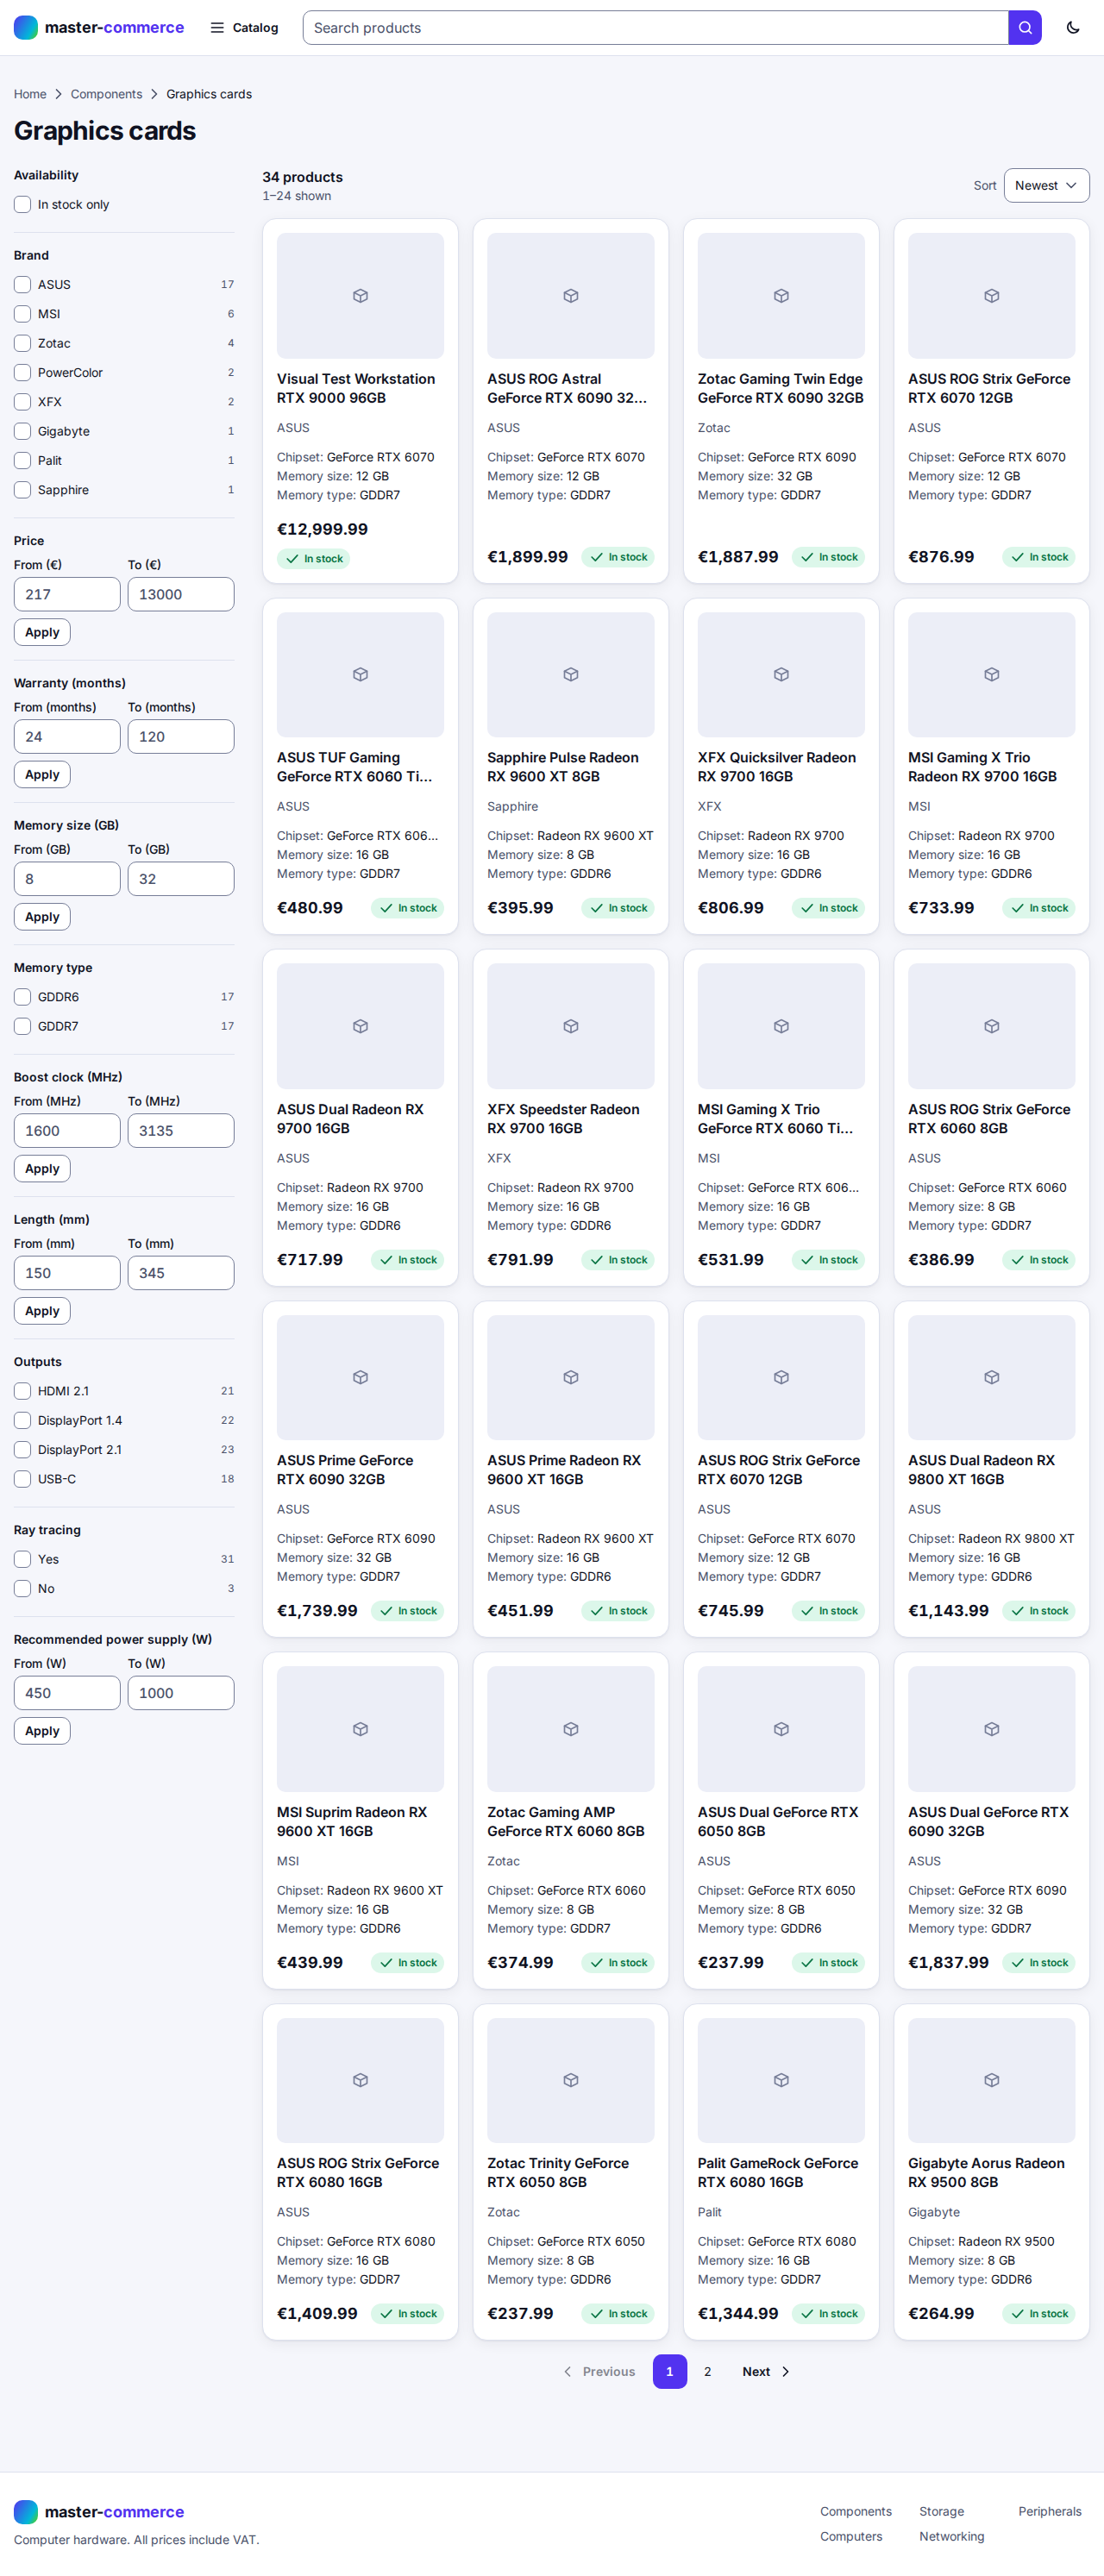 master-commerce
Catalog
Search products
Home
Components
Graphics cards
Graphics cards
Availability
In stock only
Brand
ASUS 17
MSI 6
Zotac 4
PowerColor 2
XFX 2
Gigabyte 1
Palit 1
Sapphire 1
Price
From (€) To (€)
217 13000
Apply
Warranty (months)
From (months) To (months)
24 120
Apply
Memory size (GB)
From (GB) To (GB)
8 32
Apply
Memory type
GDDR6 17
GDDR7 17
Boost clock (MHz)
From (MHz) To (MHz)
1600 3135
Apply
Length (mm)
From (mm) To (mm)
150 345
Apply
Outputs
HDMI 2.1 21
DisplayPort 1.4 22
DisplayPort 2.1 23
USB-C 18
Ray tracing
Yes 31
No 3
Recommended power supply (W)
From (W) To (W)
450 1000
Apply
34 products
1–24 shown
Sort Newest
Visual Test Workstation
RTX 9000 96GB
ASUS
Chipset: GeForce RTX 6070
Memory size: 12 GB
Memory type: GDDR7
€12,999.99
In stock
ASUS ROG Astral
GeForce RTX 6090 32...
ASUS
Chipset: GeForce RTX 6070
Memory size: 12 GB
Memory type: GDDR7
€1,899.99 In stock
Zotac Gaming Twin Edge
GeForce RTX 6090 32GB
Zotac
Chipset: GeForce RTX 6090
Memory size: 32 GB
Memory type: GDDR7
€1,887.99 In stock
ASUS ROG Strix GeForce
RTX 6070 12GB
ASUS
Chipset: GeForce RTX 6070
Memory size: 12 GB
Memory type: GDDR7
€876.99 In stock
ASUS TUF Gaming
GeForce RTX 6060 Ti...
ASUS
Chipset: GeForce RTX 606...
Memory size: 16 GB
Memory type: GDDR7
€480.99 In stock
Sapphire Pulse Radeon
RX 9600 XT 8GB
Sapphire
Chipset: Radeon RX 9600 XT
Memory size: 8 GB
Memory type: GDDR6
€395.99 In stock
XFX Quicksilver Radeon
RX 9700 16GB
XFX
Chipset: Radeon RX 9700
Memory size: 16 GB
Memory type: GDDR6
€806.99 In stock
MSI Gaming X Trio
Radeon RX 9700 16GB
MSI
Chipset: Radeon RX 9700
Memory size: 16 GB
Memory type: GDDR6
€733.99 In stock
ASUS Dual Radeon RX
9700 16GB
ASUS
Chipset: Radeon RX 9700
Memory size: 16 GB
Memory type: GDDR6
€717.99 In stock
XFX Speedster Radeon
RX 9700 16GB
XFX
Chipset: Radeon RX 9700
Memory size: 16 GB
Memory type: GDDR6
€791.99 In stock
MSI Gaming X Trio
GeForce RTX 6060 Ti...
MSI
Chipset: GeForce RTX 606...
Memory size: 16 GB
Memory type: GDDR7
€531.99 In stock
ASUS ROG Strix GeForce
RTX 6060 8GB
ASUS
Chipset: GeForce RTX 6060
Memory size: 8 GB
Memory type: GDDR7
€386.99 In stock
ASUS Prime GeForce
RTX 6090 32GB
ASUS
Chipset: GeForce RTX 6090
Memory size: 32 GB
Memory type: GDDR7
€1,739.99 In stock
ASUS Prime Radeon RX
9600 XT 16GB
ASUS
Chipset: Radeon RX 9600 XT
Memory size: 16 GB
Memory type: GDDR6
€451.99 In stock
ASUS ROG Strix GeForce
RTX 6070 12GB
ASUS
Chipset: GeForce RTX 6070
Memory size: 12 GB
Memory type: GDDR7
€745.99 In stock
ASUS Dual Radeon RX
9800 XT 16GB
ASUS
Chipset: Radeon RX 9800 XT
Memory size: 16 GB
Memory type: GDDR6
€1,143.99 In stock
MSI Suprim Radeon RX
9600 XT 16GB
MSI
Chipset: Radeon RX 9600 XT
Memory size: 16 GB
Memory type: GDDR6
€439.99 In stock
Zotac Gaming AMP
GeForce RTX 6060 8GB
Zotac
Chipset: GeForce RTX 6060
Memory size: 8 GB
Memory type: GDDR7
€374.99 In stock
ASUS Dual GeForce RTX
6050 8GB
ASUS
Chipset: GeForce RTX 6050
Memory size: 8 GB
Memory type: GDDR6
€237.99 In stock
ASUS Dual GeForce RTX
6090 32GB
ASUS
Chipset: GeForce RTX 6090
Memory size: 32 GB
Memory type: GDDR7
€1,837.99 In stock
ASUS ROG Strix GeForce
RTX 6080 16GB
ASUS
Chipset: GeForce RTX 6080
Memory size: 16 GB
Memory type: GDDR7
€1,409.99 In stock
Zotac Trinity GeForce
RTX 6050 8GB
Zotac
Chipset: GeForce RTX 6050
Memory size: 8 GB
Memory type: GDDR6
€237.99 In stock
Palit GameRock GeForce
RTX 6080 16GB
Palit
Chipset: GeForce RTX 6080
Memory size: 16 GB
Memory type: GDDR7
€1,344.99 In stock
Gigabyte Aorus Radeon
RX 9500 8GB
Gigabyte
Chipset: Radeon RX 9500
Memory size: 8 GB
Memory type: GDDR6
€264.99 In stock
Previous 1 2 Next
master-commerce
Computer hardware. All prices include VAT.
Components Storage Peripherals
Computers Networking